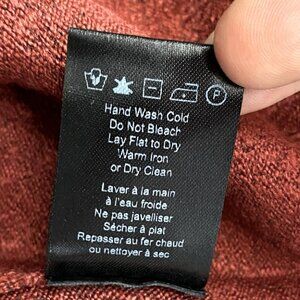 P
Hand Wash Cold
Do Not Bleach
Lay Flat to Dry
Warm Iron
or Dry Clean
Laver à la main
à l'eau froide
Ne pas javelliser
Sécher à plat
Repasser au fer chaud
ou nettoyer à sec